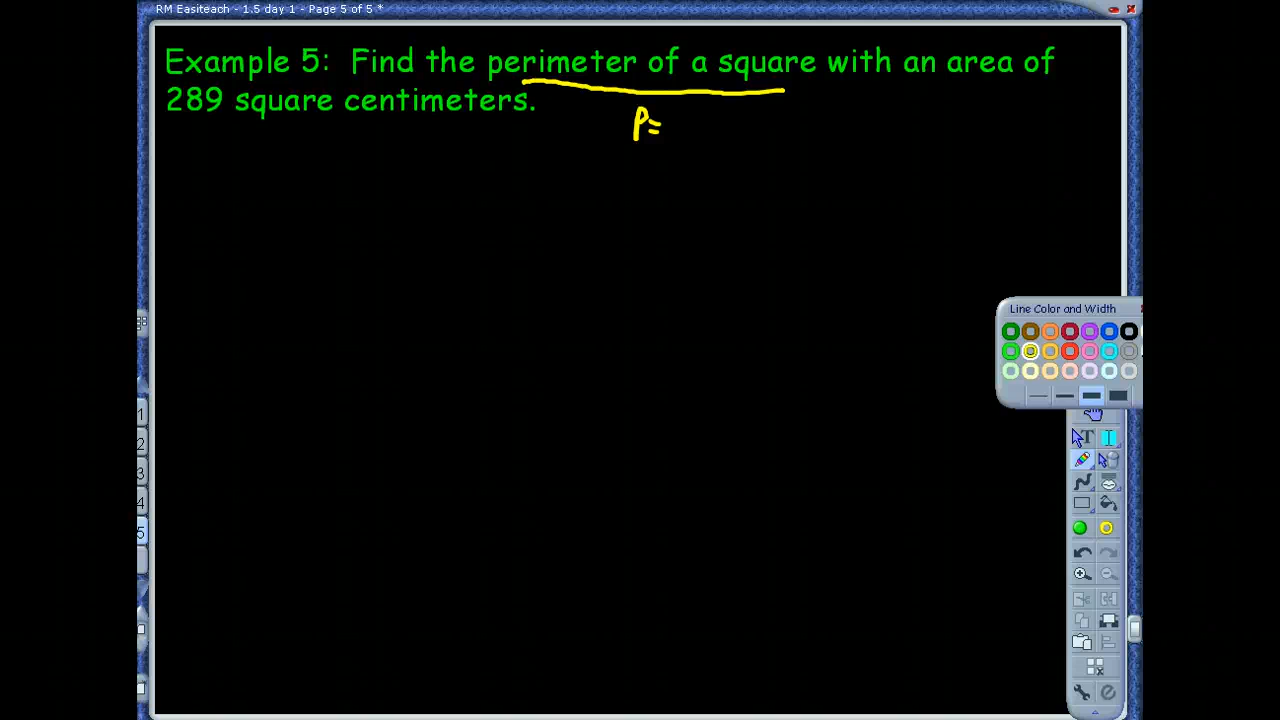 RM Easiteach - 1.5 day 1 - Page 5 of 5 *
Example 5: Find the perimeter of a square with an area of
289 square centimeters.
P=
Line Color and Width
T
1
2
3
4
5